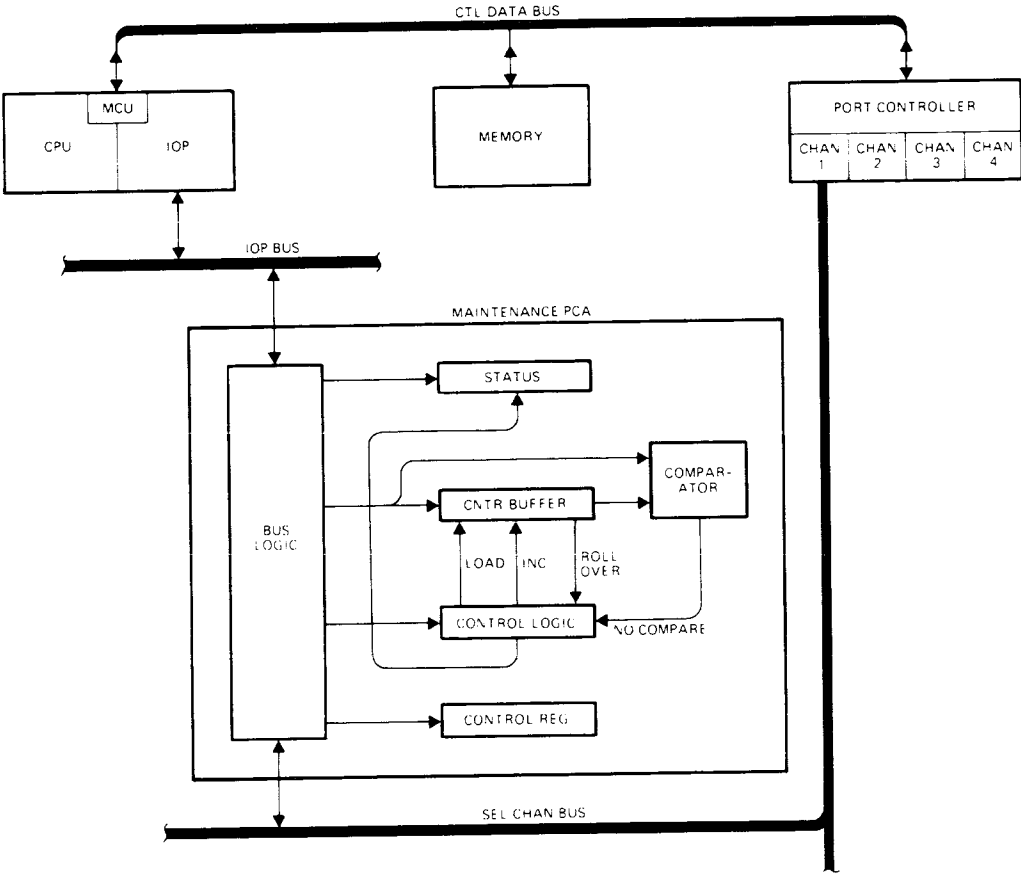 CTL DATA BUS
MCU
CPU
IOP
MEMORY
PORT CONTROLLER
CHAN
1
CHAN
2
CHAN
3
CHAN
4
IOP BUS
MAINTENANCE PCA
BUS
LOGIC
STATUS
COMPAR-
ATOR
CNTR BUFFER
LOAD
INC
ROLL
OVER
CONTROL LOGIC
NO COMPARE
CONTROL REG
SEL CHAN BUS